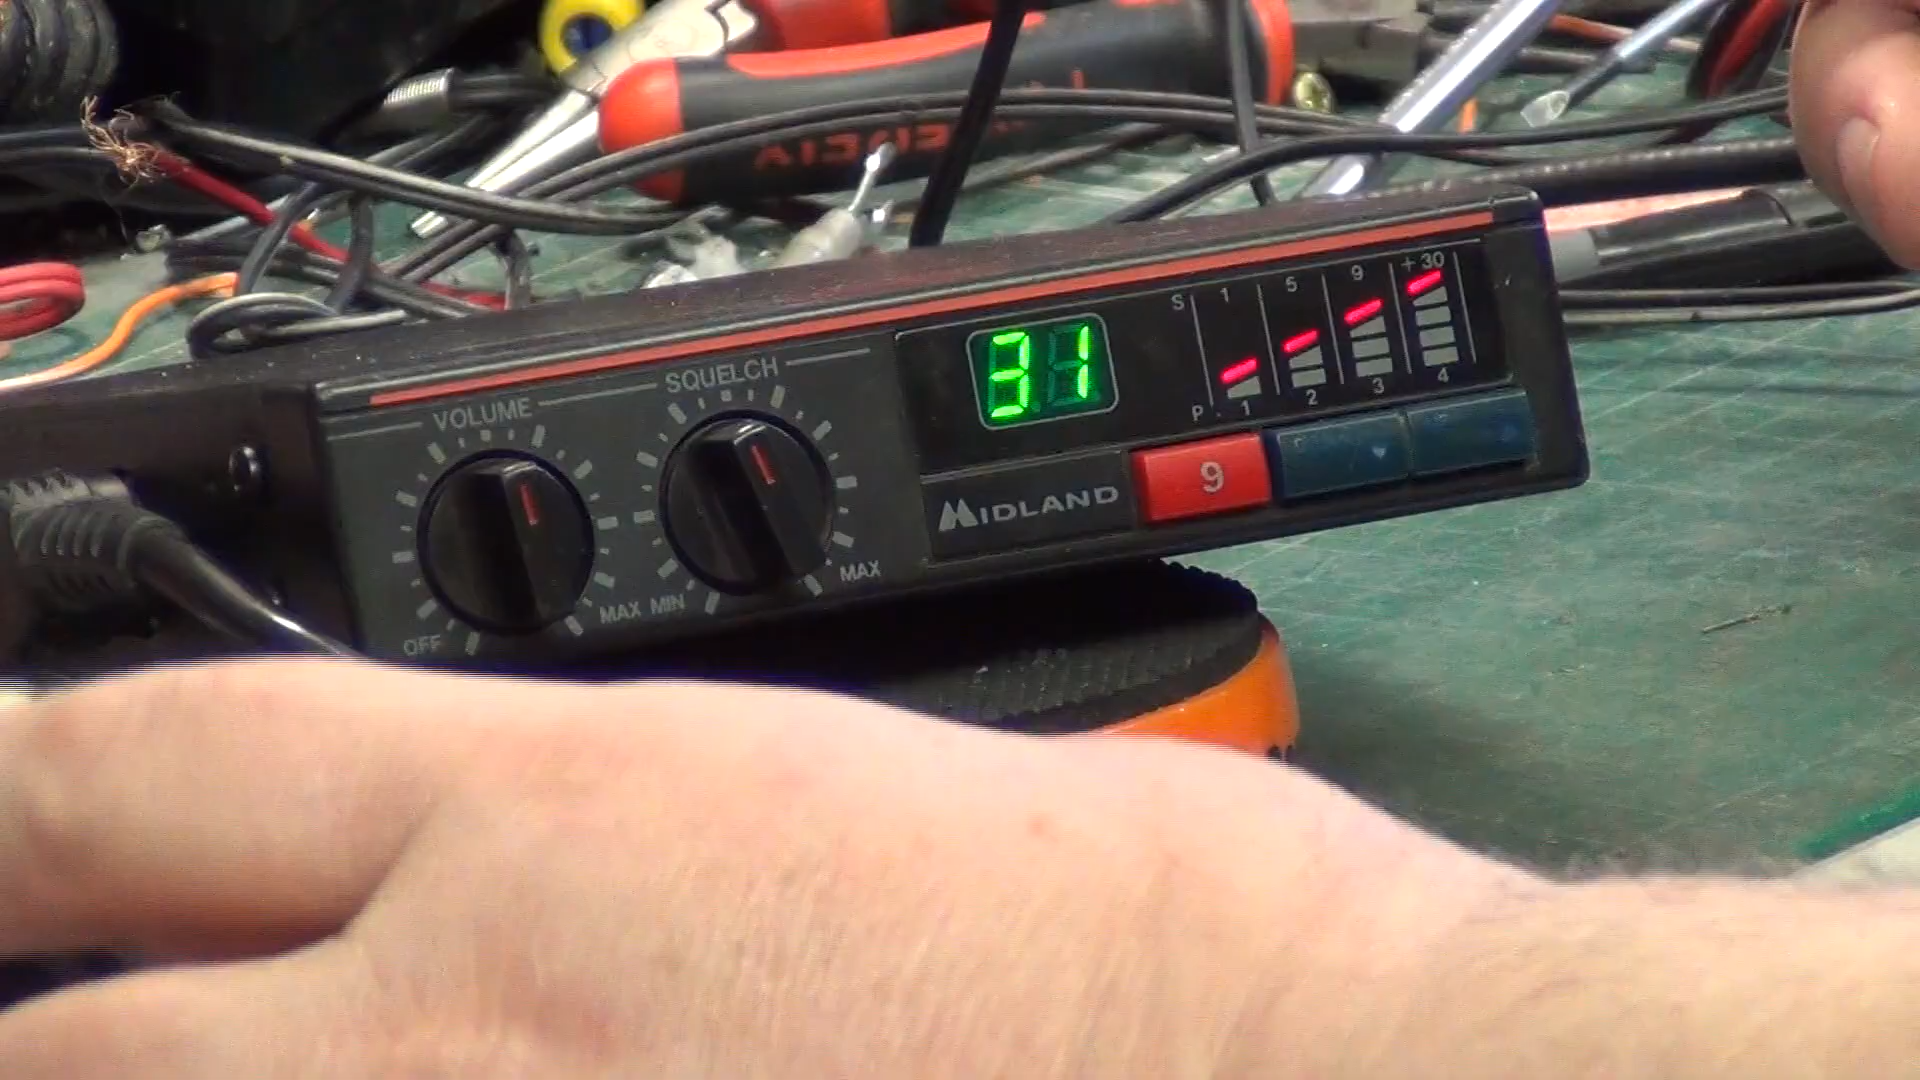 VOLUME
SQUELCH
OFF
MAX
MIN
MAX
31
S 1 5 9 +30
P 1 2 3 4
MIDLAND
9